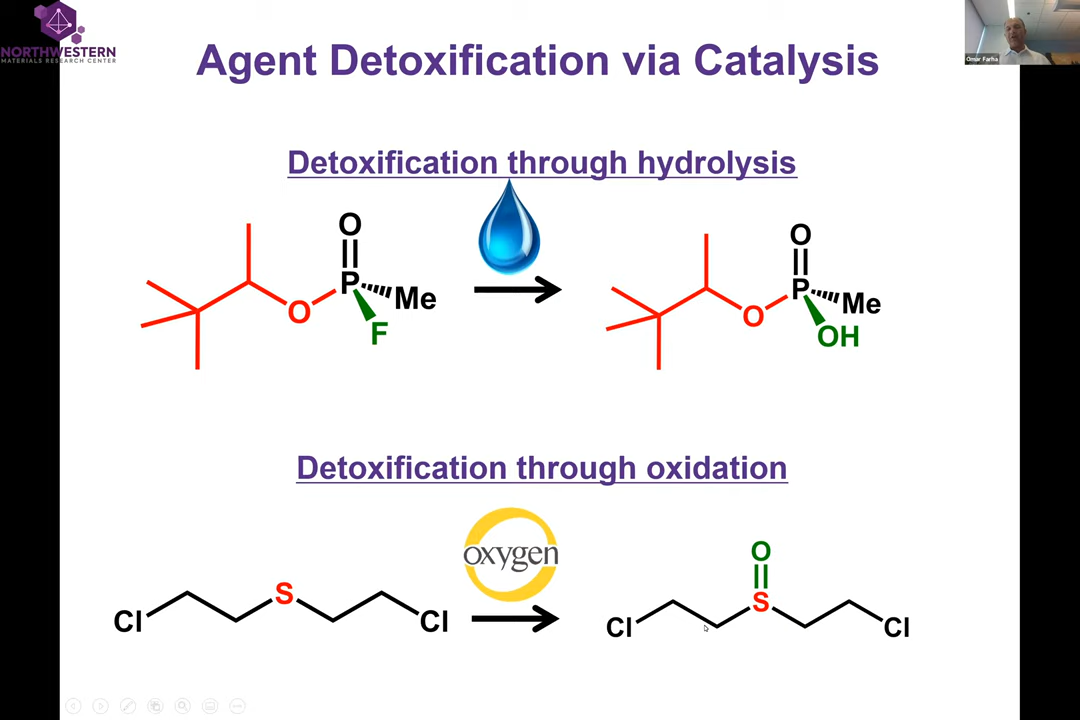 NORTHWESTERN
MATERIALS RESEARCH CENTER
Omar Farha
Agent Detoxification via Catalysis
Detoxification through hydrolysis
O
P
Me
O
F
O
P
Me
O
OH
Detoxification through oxidation
oxygen
Cl
S
Cl
O
S
Cl
Cl